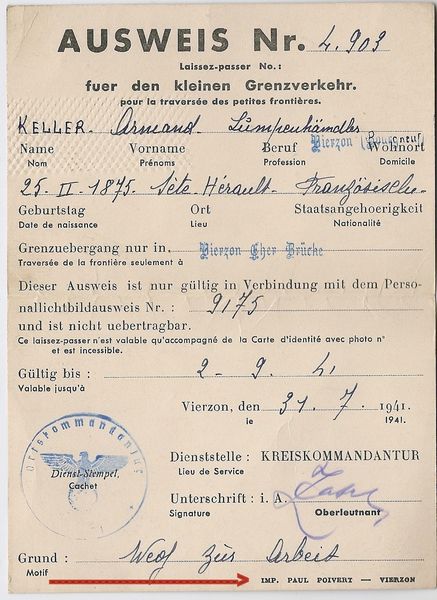 AUSWEIS Nr. 4.903
Laissez-passer No.:
fuer den kleinen Grenzverkehr.
pour la traversée des petites frontières.
KELLER- Armand- Lumpenhändler Vierzon Bourgneuf
Name Vorname Beruf Wohnort
Nom Prénoms Profession Domicile
25. II. 1875. Sète-Hérault- Französisch-
Geburtstag Ort Staatsangehoerigkeit
Date de naissance Lieu Nationalité
Grenzuebergang nur in, Vierzon Cher Brücke
Traversée de la frontière seulement à
Dieser Ausweis ist nur gültig in Verbindung mit dem Perso-
nallichtbildausweis Nr. : 9175
und ist nicht uebertragbar.
Ce laissez-passer n'est valable qu'accompagné de la Carte d'identité avec photo n°
et est incessible.
Gültig bis : 2 - 9. 41
Valable jusqu'à
Vierzon, den 31. 7. 1941.
le 1941.
Ortskommandantur
Dienst-Stempel,
Cachet
Dienststelle : KREISKOMMANDANTUR
Lieu de Service
Unterschrift : i. A.
Signature Oberleutnant
Grund : Weg zur Arbeit
Motif
IMP. PAUL POIVERT — VIERZON